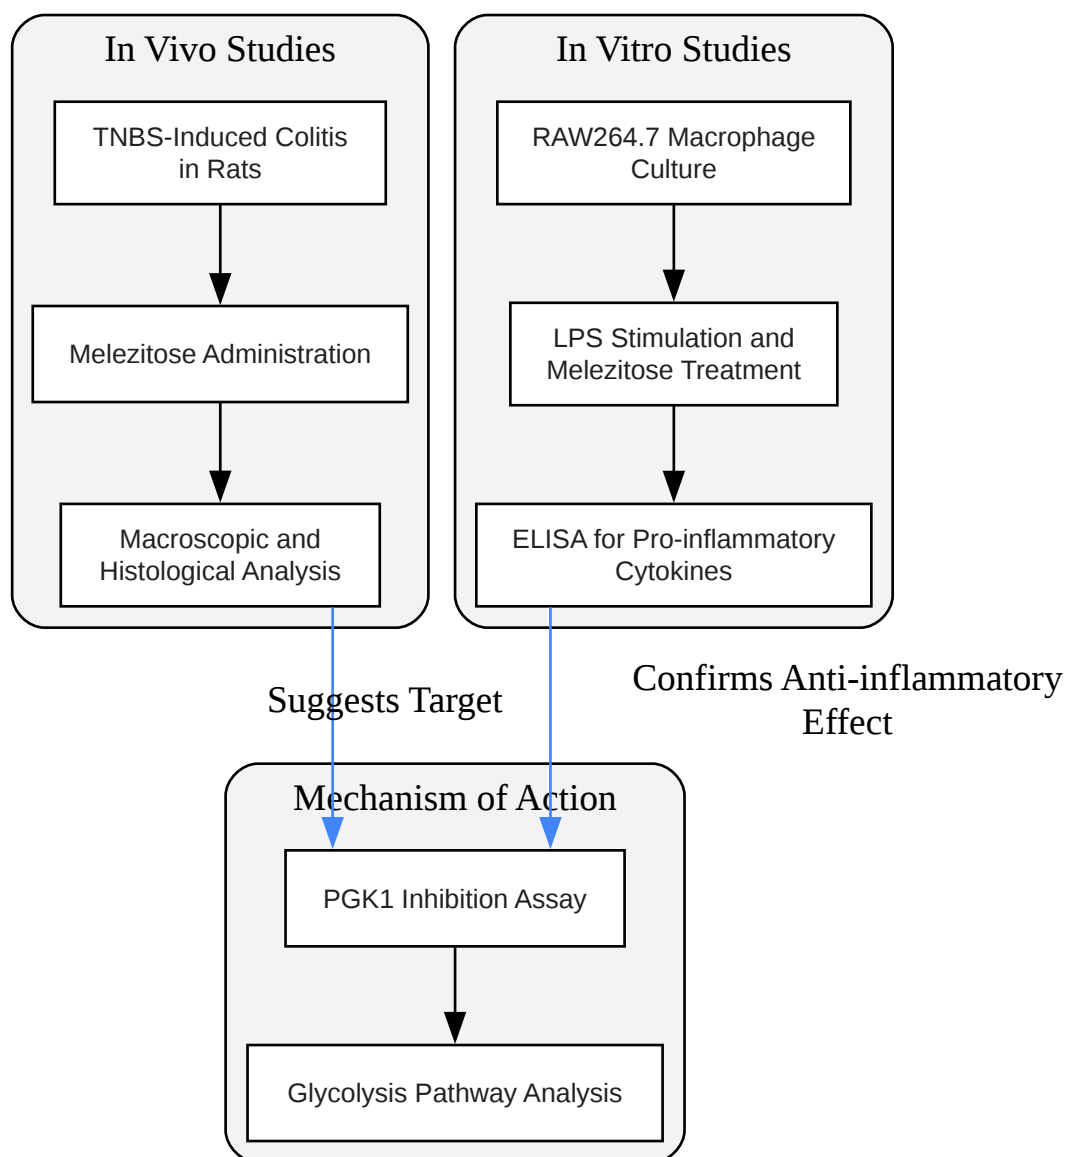 In Vivo Studies
TNBS-Induced Colitis
in Rats
Melezitose Administration
Macroscopic and
Histological Analysis
In Vitro Studies
RAW264.7 Macrophage
Culture
LPS Stimulation and
Melezitose Treatment
ELISA for Pro-inflammatory
Cytokines
Suggests Target
Confirms Anti-inflammatory
Effect
Mechanism of Action
PGK1 Inhibition Assay
Glycolysis Pathway Analysis